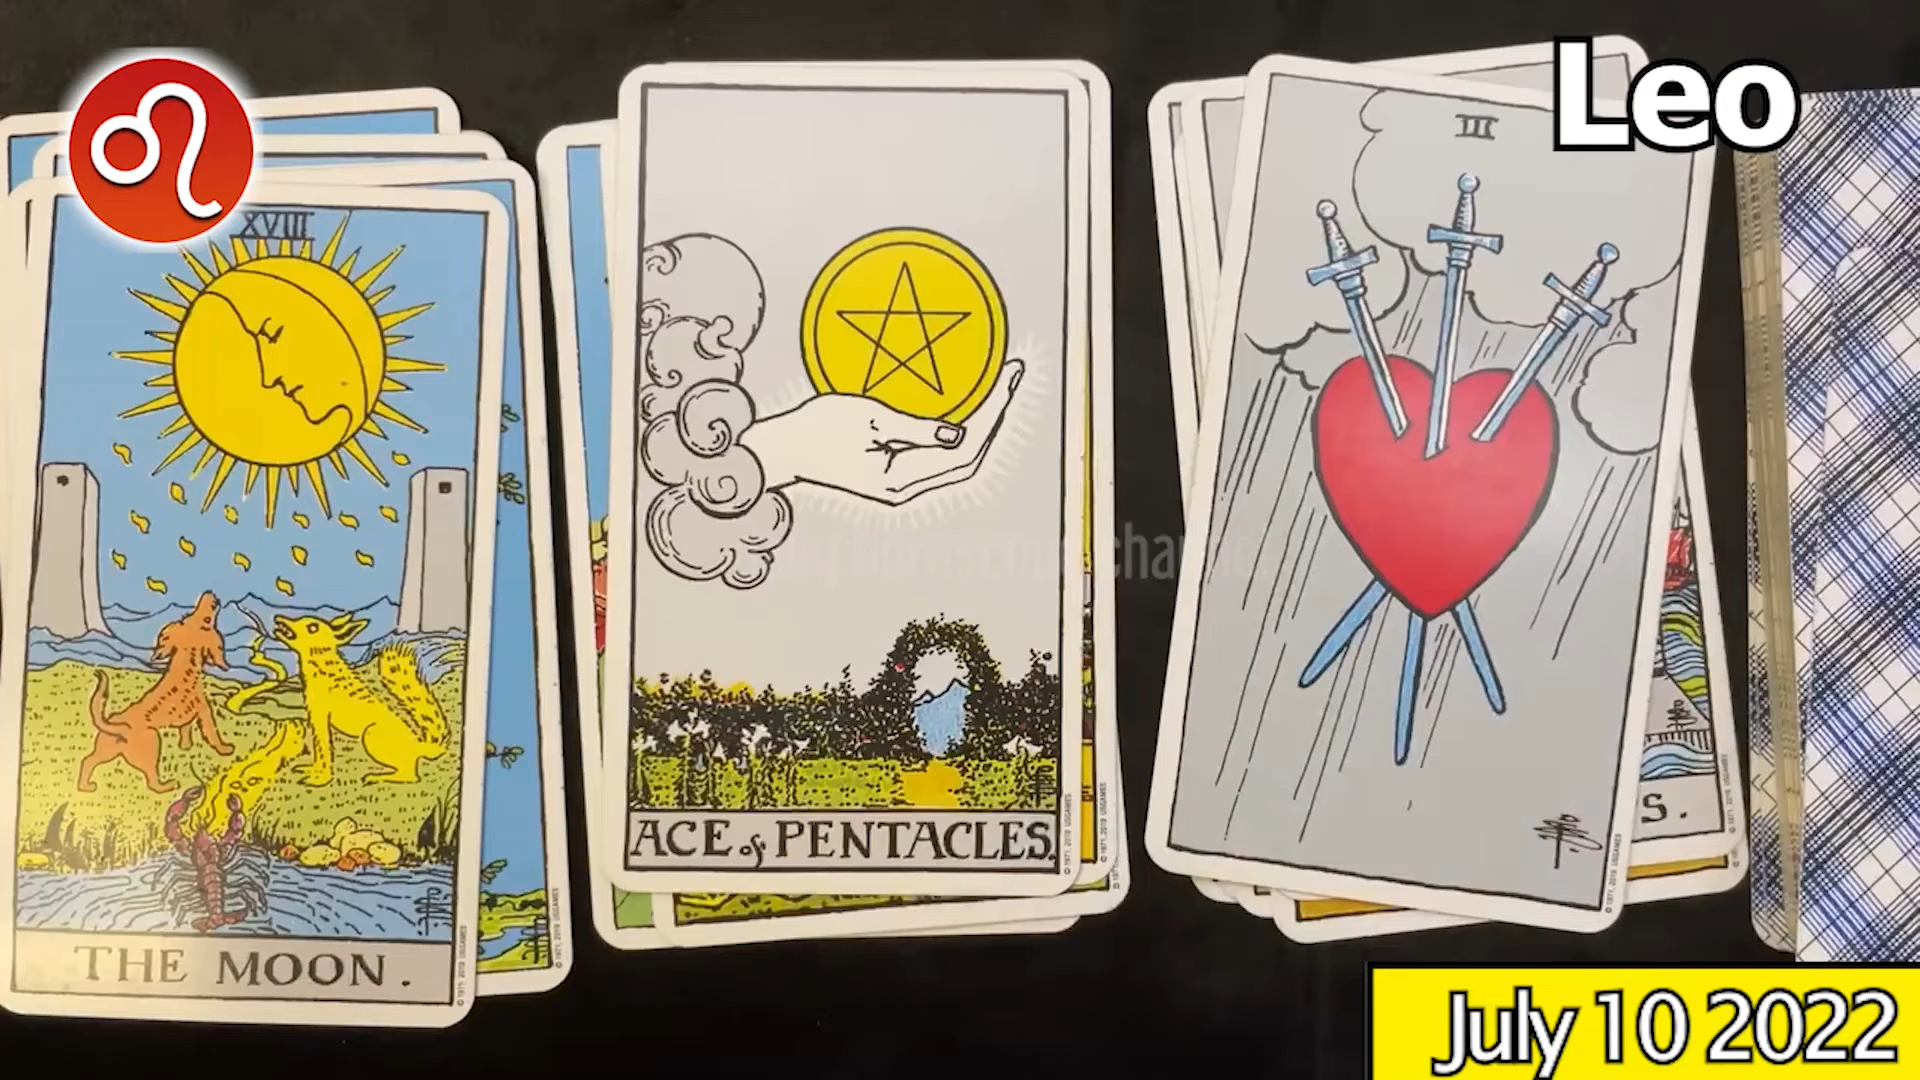 Leo
XVIII
III
ACE of PENTACLES.
S.
THE MOON.
July 10 2022